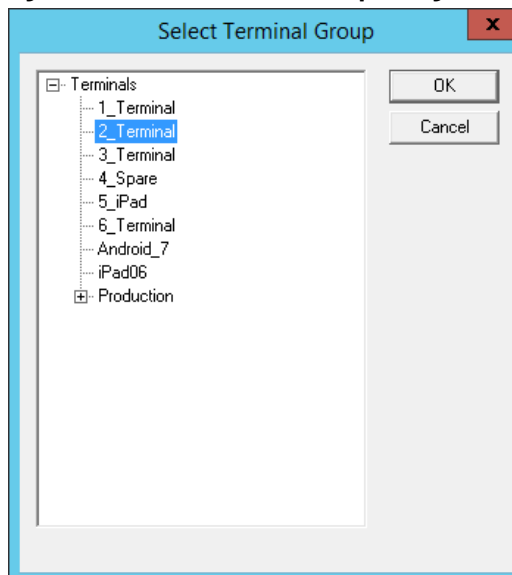 Select Terminal Group
x
Terminals
1_Terminal
2_Terminal
3_Terminal
4_Spare
5_iPad
6_Terminal
Android_7
iPad06
Production
OK
Cancel